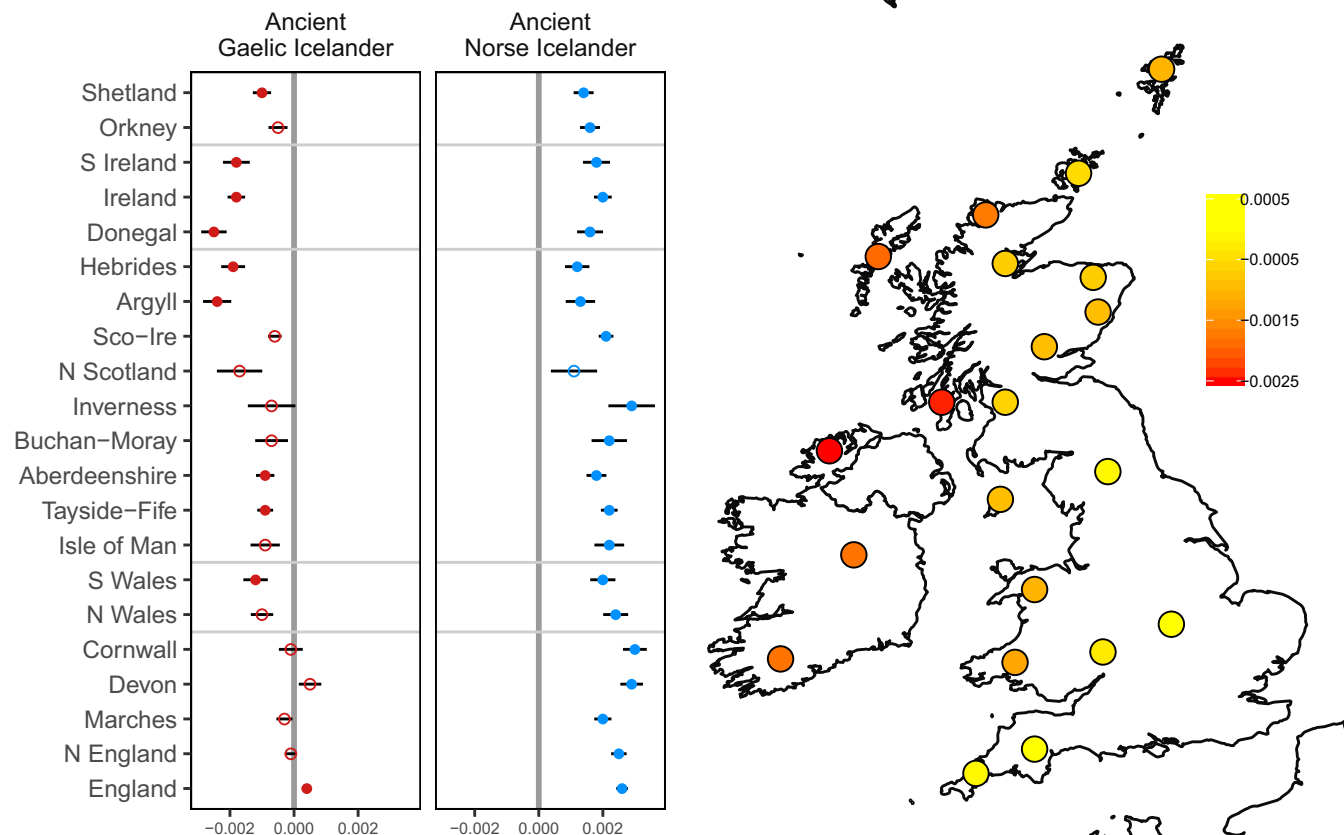 Ancient
Gaelic Icelander
Ancient
Norse Icelander
Shetland
Orkney
S Ireland
Ireland
Donegal
Hebrides
Argyll
Sco−Ire
N Scotland
Inverness
Buchan−Moray
Aberdeenshire
Tayside−Fife
Isle of Man
S Wales
N Wales
Cornwall
Devon
Marches
N England
England
−0.002 0.000 0.002
−0.002 0.000 0.002
0.0005
−0.0005
−0.0015
−0.0025